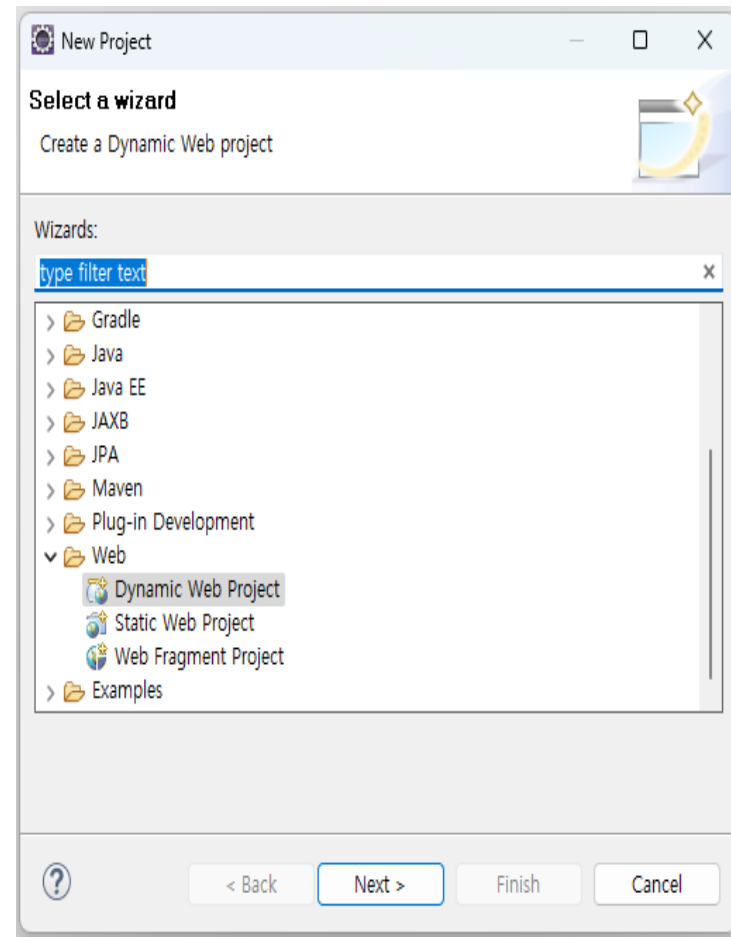 New Project
Select a wizard
Create a Dynamic Web project
Wizards:
type filter text
Gradle
Java
Java EE
JAXB
JPA
Maven
Plug-in Development
Web
Dynamic Web Project
Static Web Project
Web Fragment Project
Examples
? < Back Next > Finish Cancel